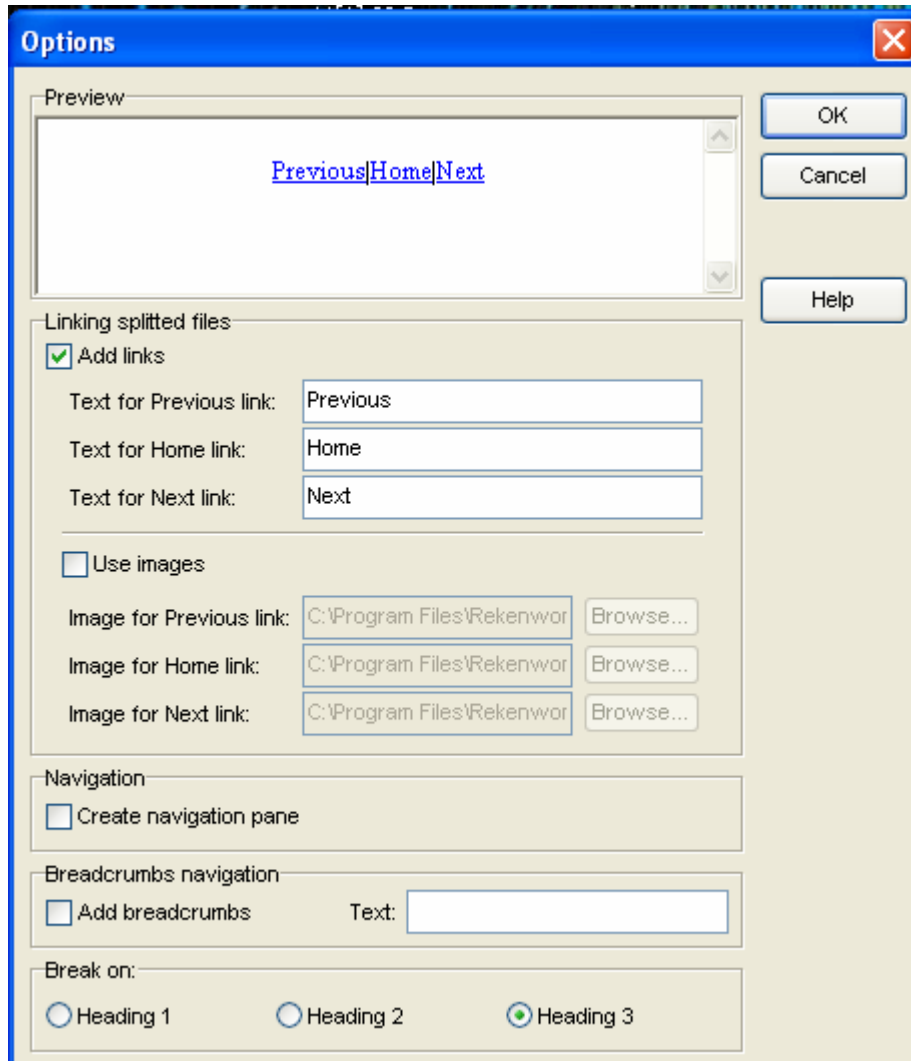 Options
Preview
OK
Previous|Home|Next
Cancel
Help
Linking splitted files
Add links
Text for Previous link: Previous
Text for Home link: Home
Text for Next link: Next
Use images
Image for Previous link: C:\Program Files\Rekenwor Browse...
Image for Home link: C:\Program Files\Rekenwor Browse...
Image for Next link: C:\Program Files\Rekenwor Browse...
Navigation
Create navigation pane
Breadcrumbs navigation
Add breadcrumbs Text:
Break on:
Heading 1 Heading 2 Heading 3